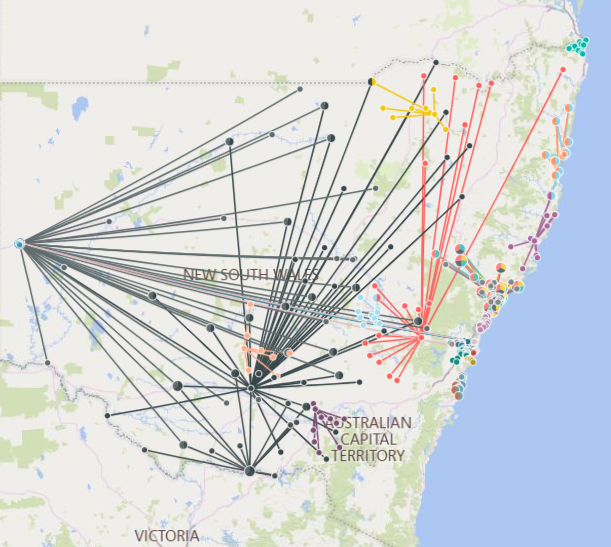 NEW SOUTH WALES
AUSTRALIAN
CAPITAL
TERRITORY
VICTORIA